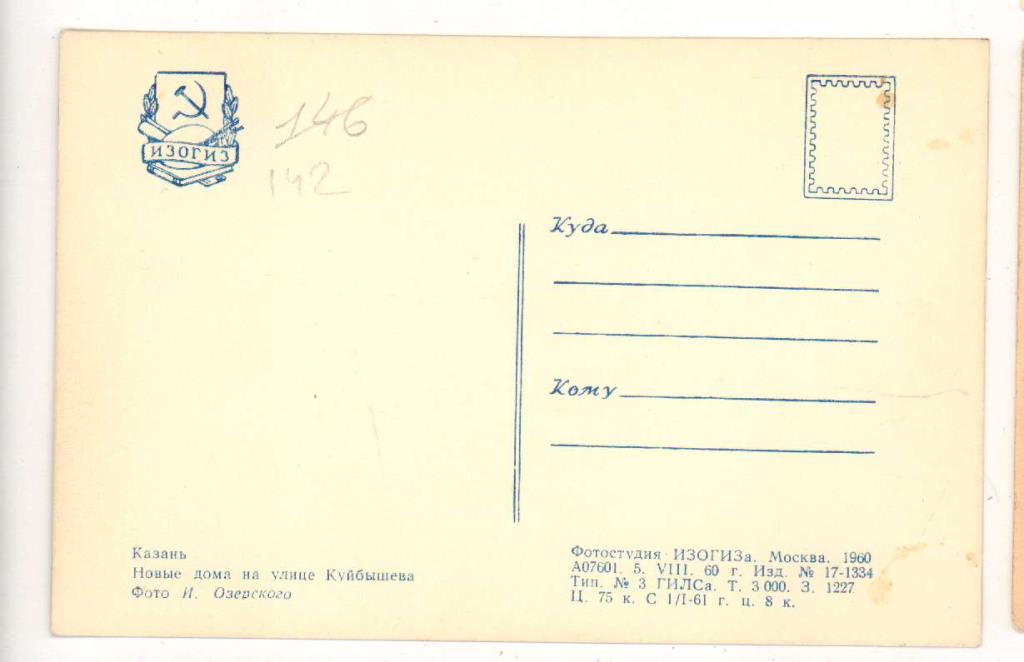 ИЗОГИЗ
146
142
Куда
Кому
Казань
Новые дома на улице Куйбышева
Фото И. Озерского
Фотостудия ИЗОГИЗа. Москва, 1960
А07601. 5. VIII. 60 г. Изд. № 17-1334
Тип. № 3 ГИЛСа. Т. 3 000. З. 1227
Ц. 75 к. С 1/I-61 г. ц. 8 к.